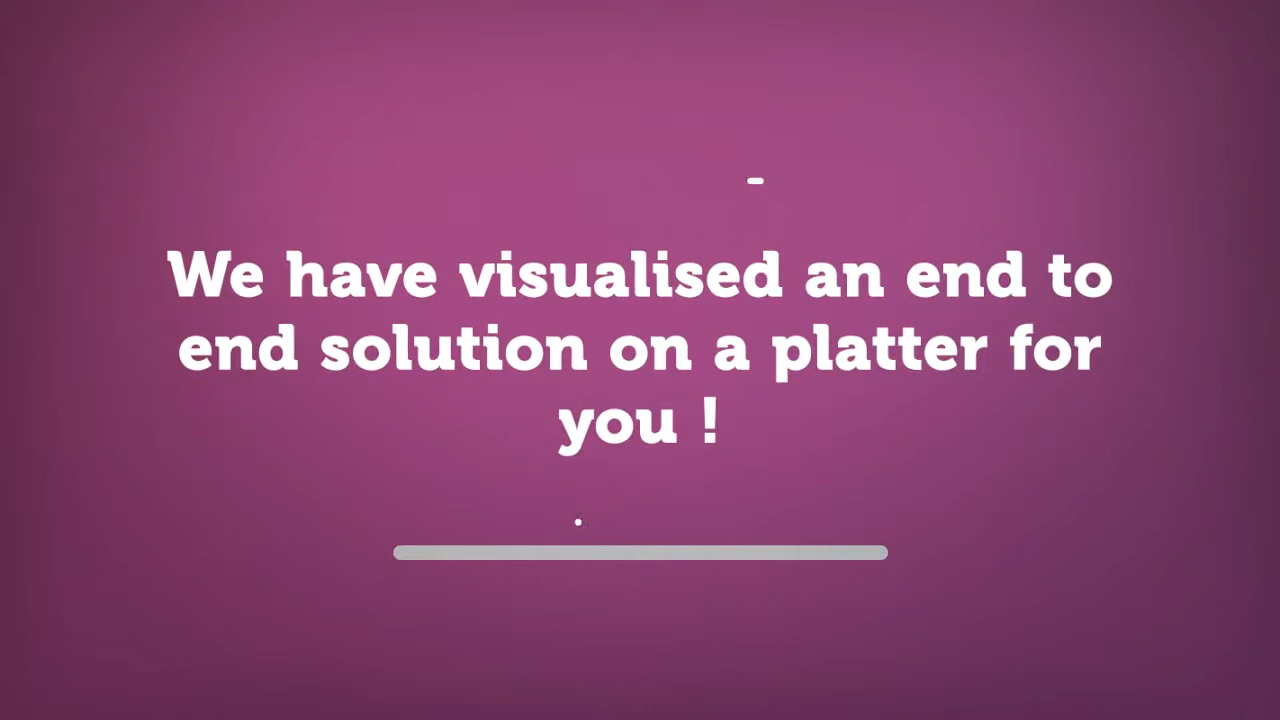 We have visualised an end to
end solution on a platter for
you !